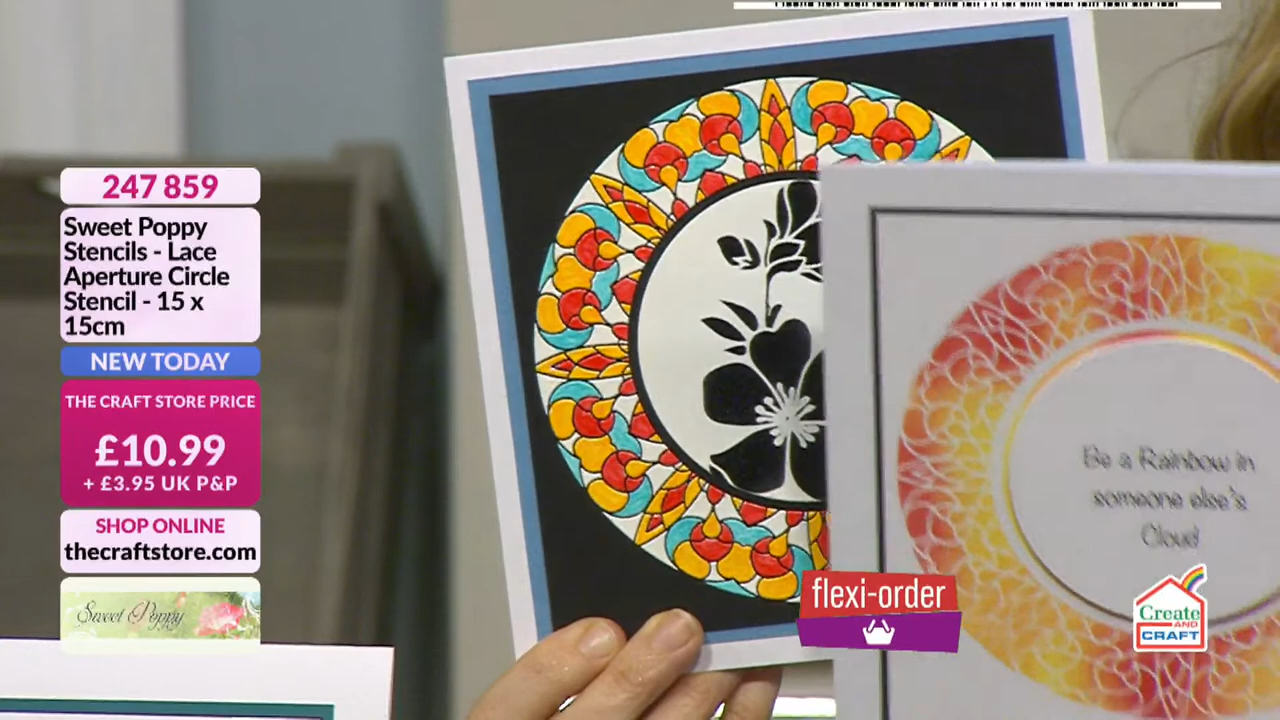 247 859
Sweet Poppy
Stencils - Lace
Aperture Circle
Stencil - 15 x
15cm
NEW TODAY
THE CRAFT STORE PRICE
£10.99
+ £3.95 UK P&P
SHOP ONLINE
thecraftstore.com
Sweet Poppy
Be a Rainbow in
someone else's
Cloud
flexi-order
Create
AND
CRAFT